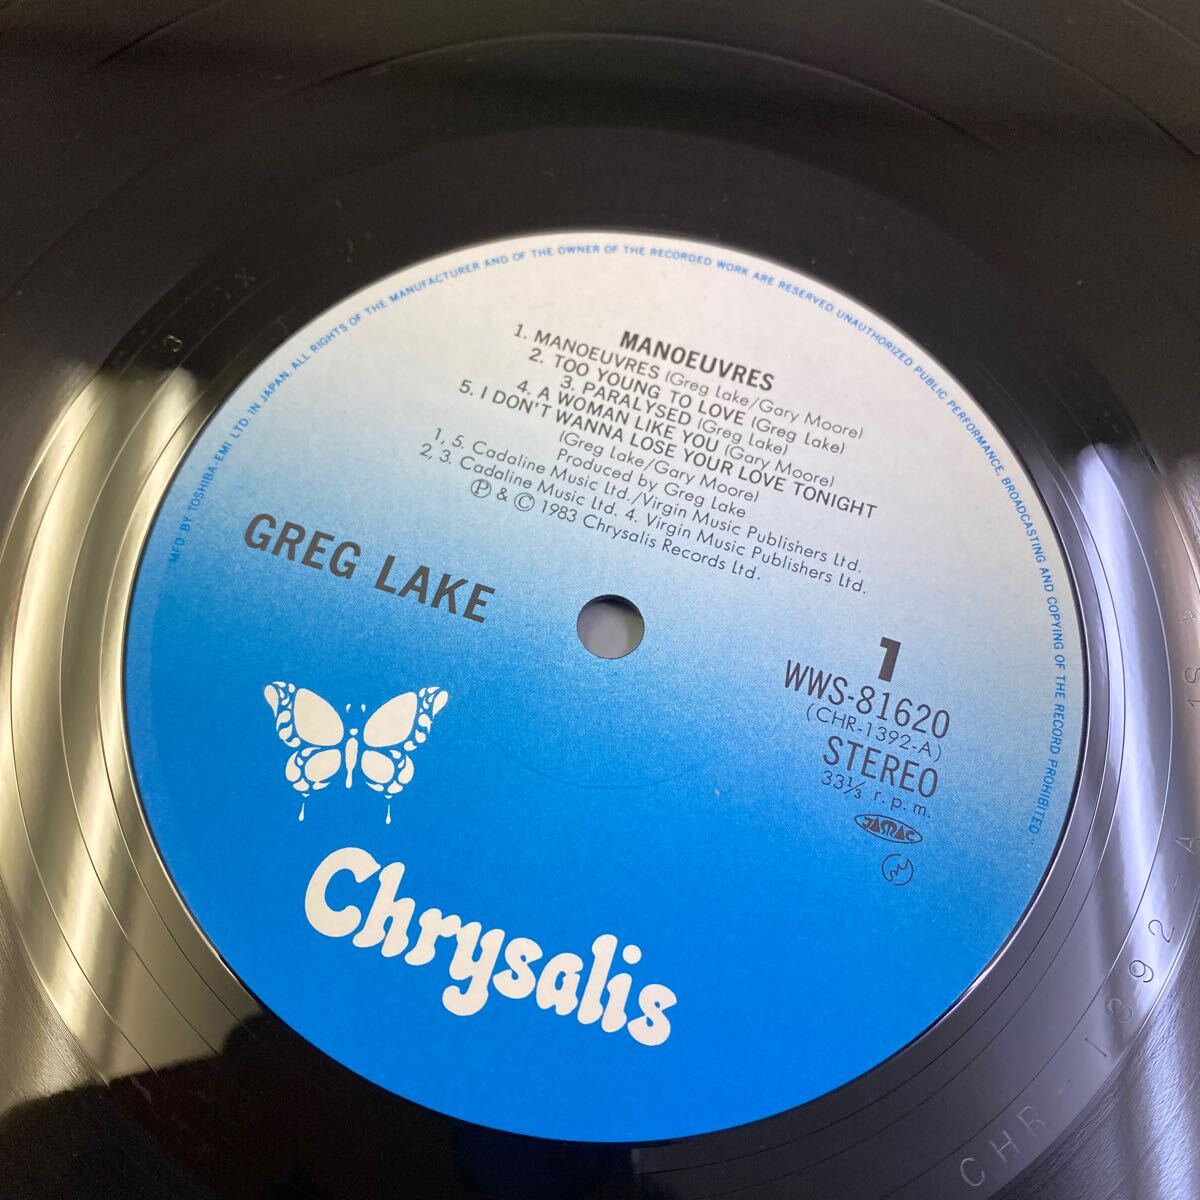 "MFD. BY TOSHIBA-EMI LTD. IN JAPAN. ALL RIGHTS OF THE MANUFACTURER AND OF THE OWNER OF THE RECORDED WORK ARE RESERVED. UNAUTHORIZED PUBLIC PERFORMANCE, BROADCASTING AND COPYING OF THE RECORD PROHIBITED."
MANOEUVRES
1. MANOEUVRES (Greg Lake/Gary Moore)
2. TOO YOUNG TO LOVE (Greg Lake)
3. PARALYSED (Greg Lake)
4. A WOMAN LIKE YOU (Gary Moore)
5. I DON'T WANNA LOSE YOUR LOVE TONIGHT
(Greg Lake/Gary Moore)
Produced by Greg Lake
1, 5. Cadaline Music Ltd./Virgin Music Publishers Ltd.
2, 3. Cadaline Music Ltd. 4. Virgin Music Publishers Ltd.
Ⓟ & © 1983 Chrysalis Records Ltd.
GREG LAKE
1
WWS-81620
(CHR-1392-A)
STEREO
33⅓ r.p.m.
JASRAC
Chrysalis
CHR-1392-A 1S